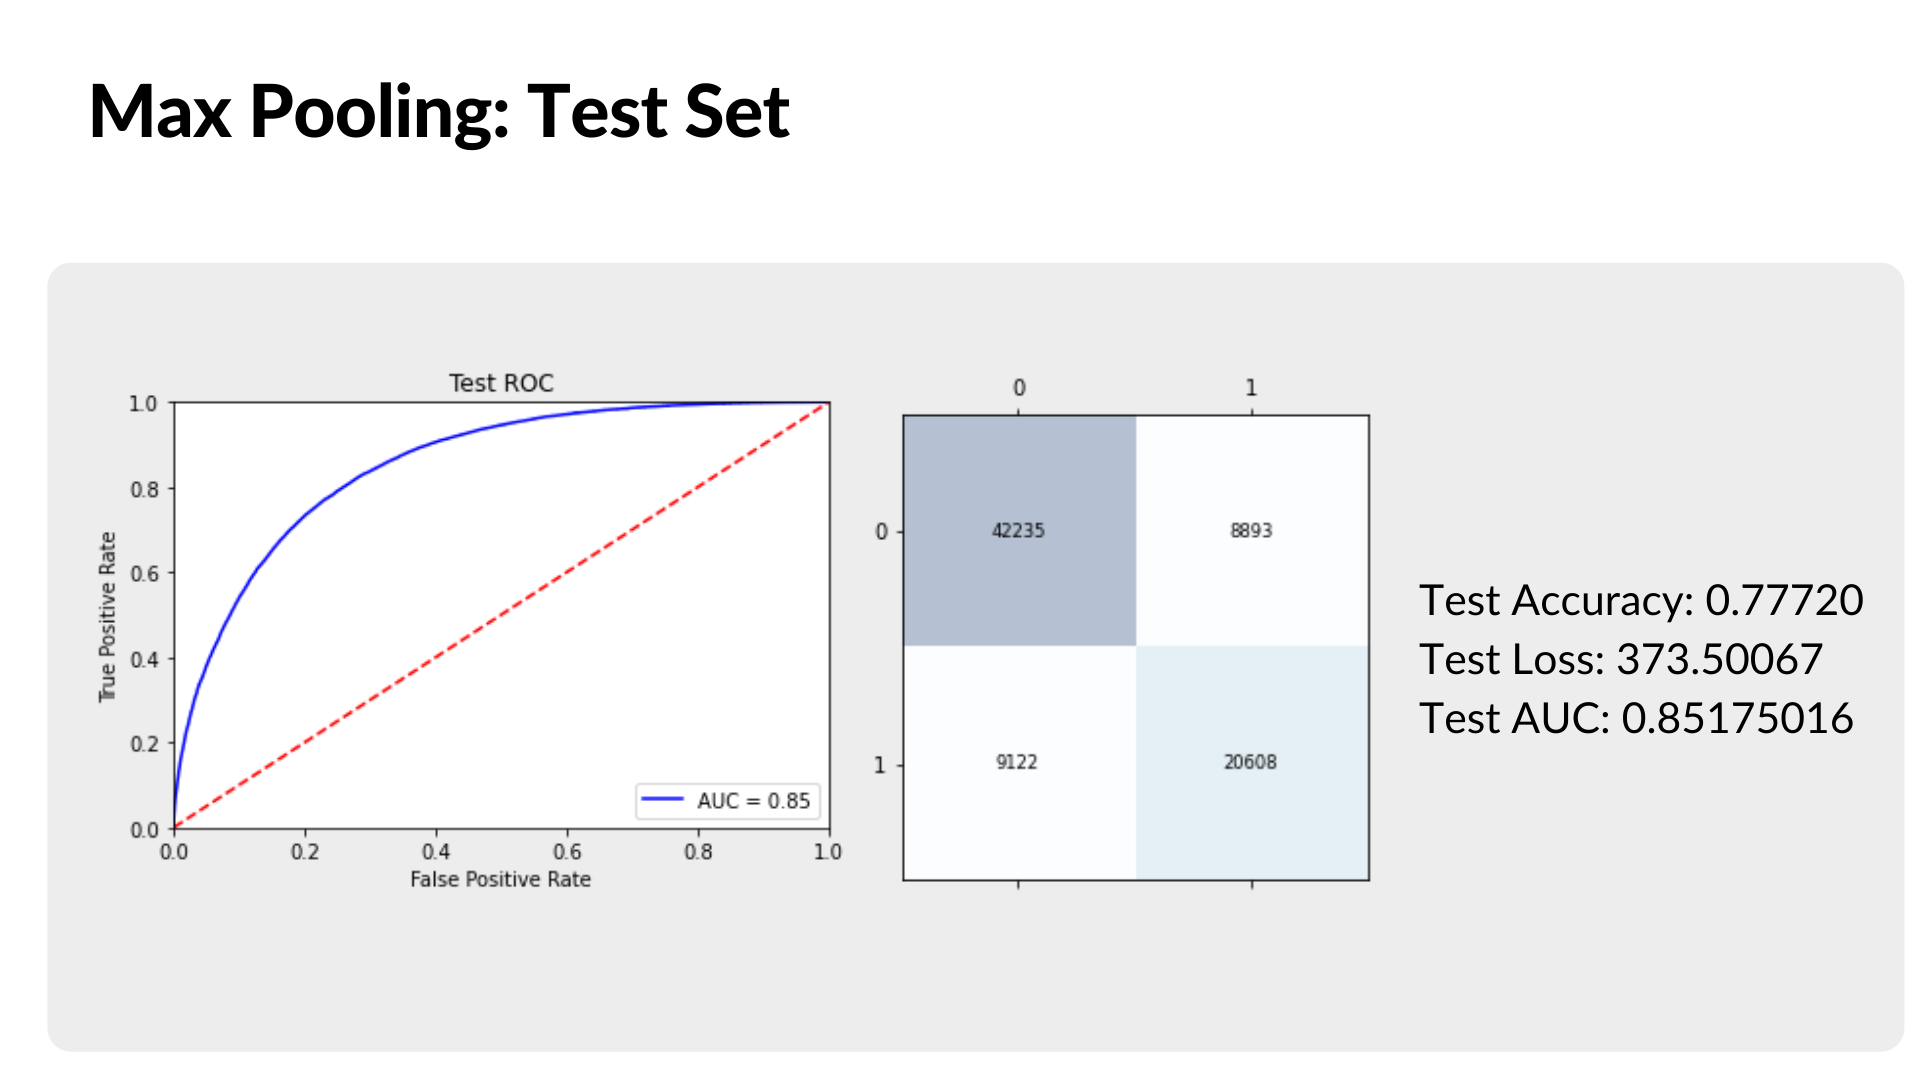 Max Pooling: Test Set
Test ROC
1.0
0.8
0.6
0.4
0.2
0.0
True Positive Rate
0.0 0.2 0.4 0.6 0.8 1.0
False Positive Rate
AUC = 0.85
0 1
0 42235 8893
1 9122 20608
Test Accuracy: 0.77720
Test Loss: 373.50067
Test AUC: 0.85175016